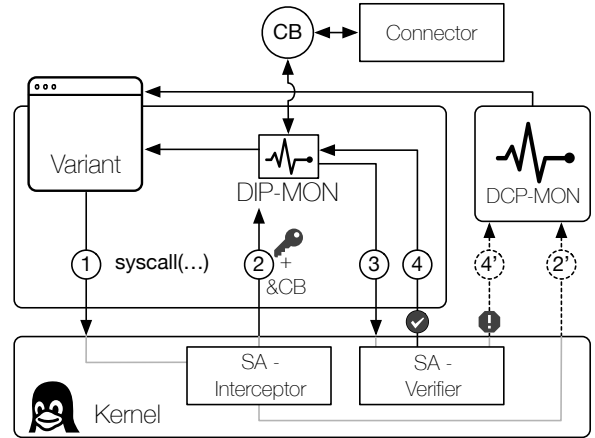 CB
Connector
Variant
DIP-MON
DCP-MON
1
syscall(...)
2
+
&CB
3
4
4'
2'
!
SA -
Interceptor
SA -
Verifier
Kernel